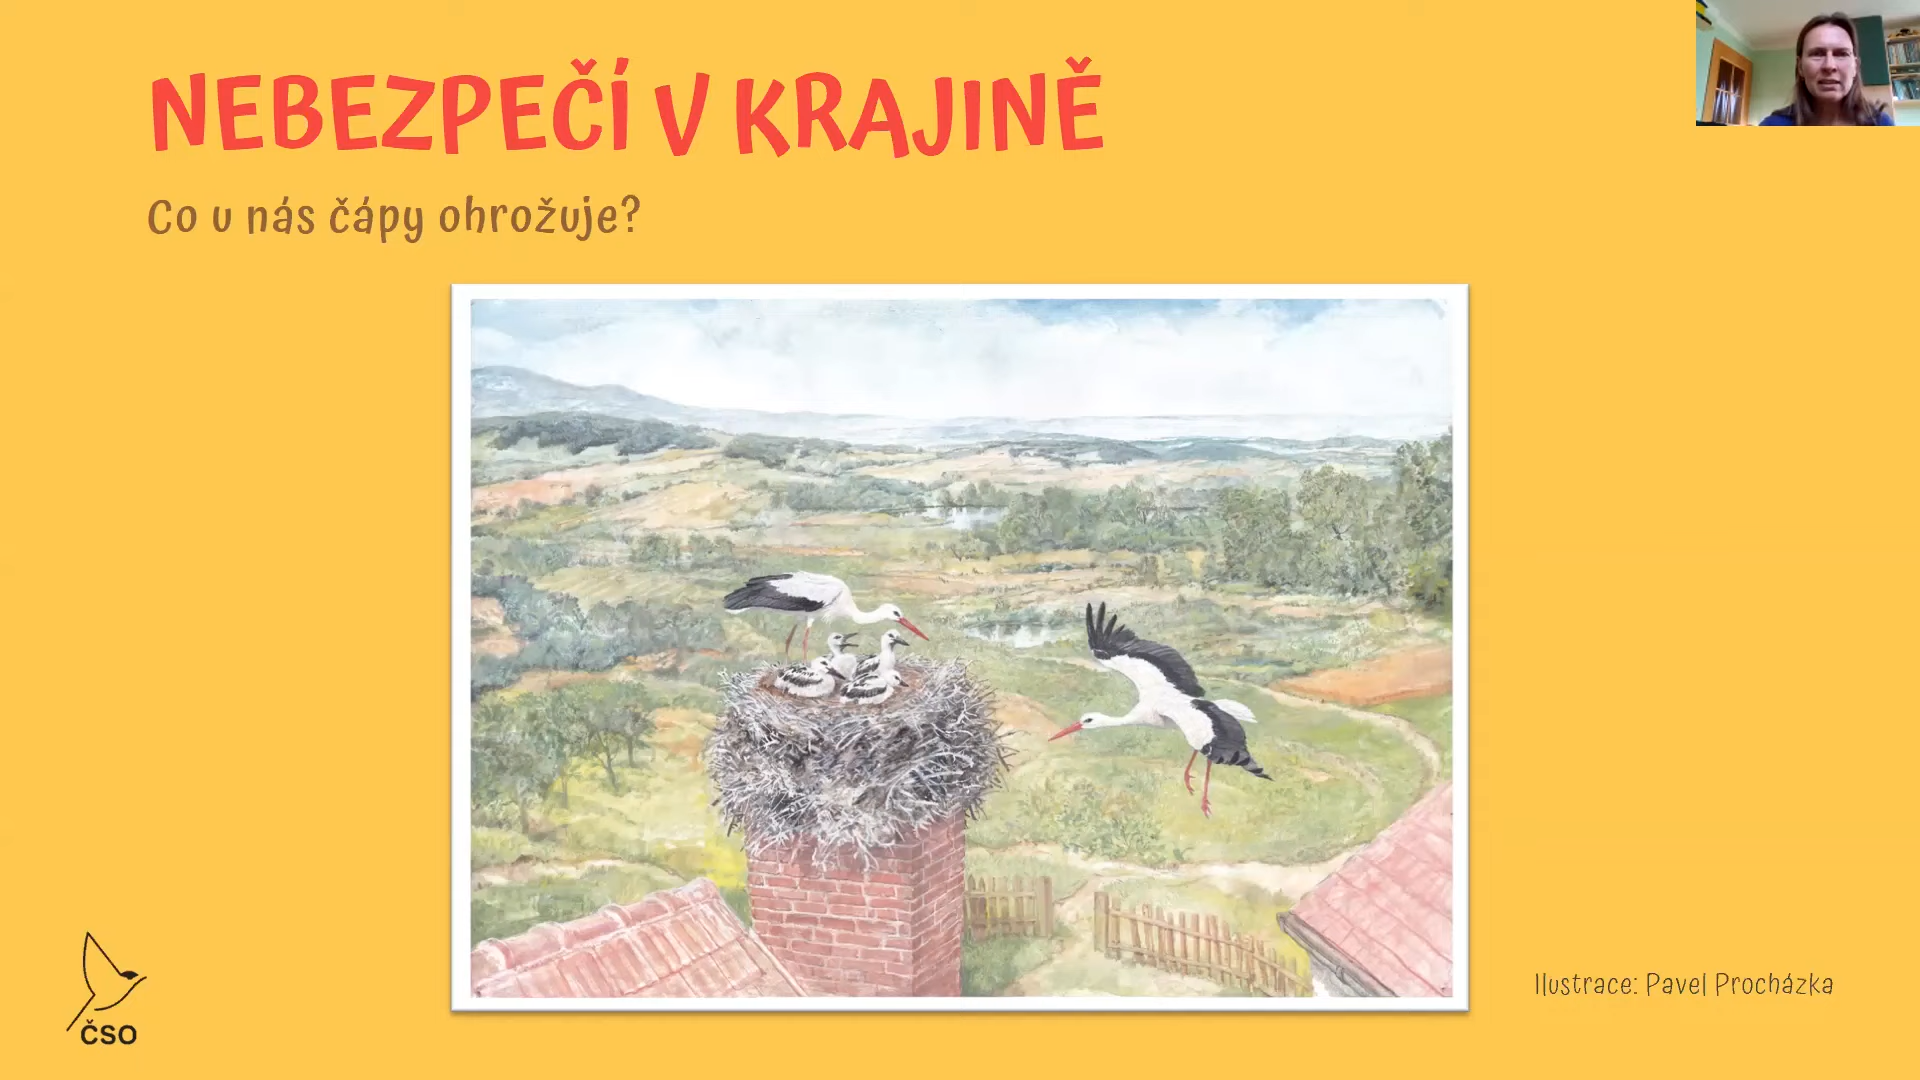 NEBEZPEČÍ V KRAJINĚ
Co u nás čápy ohrožuje?
Ilustrace: Pavel Procházka
ČSO